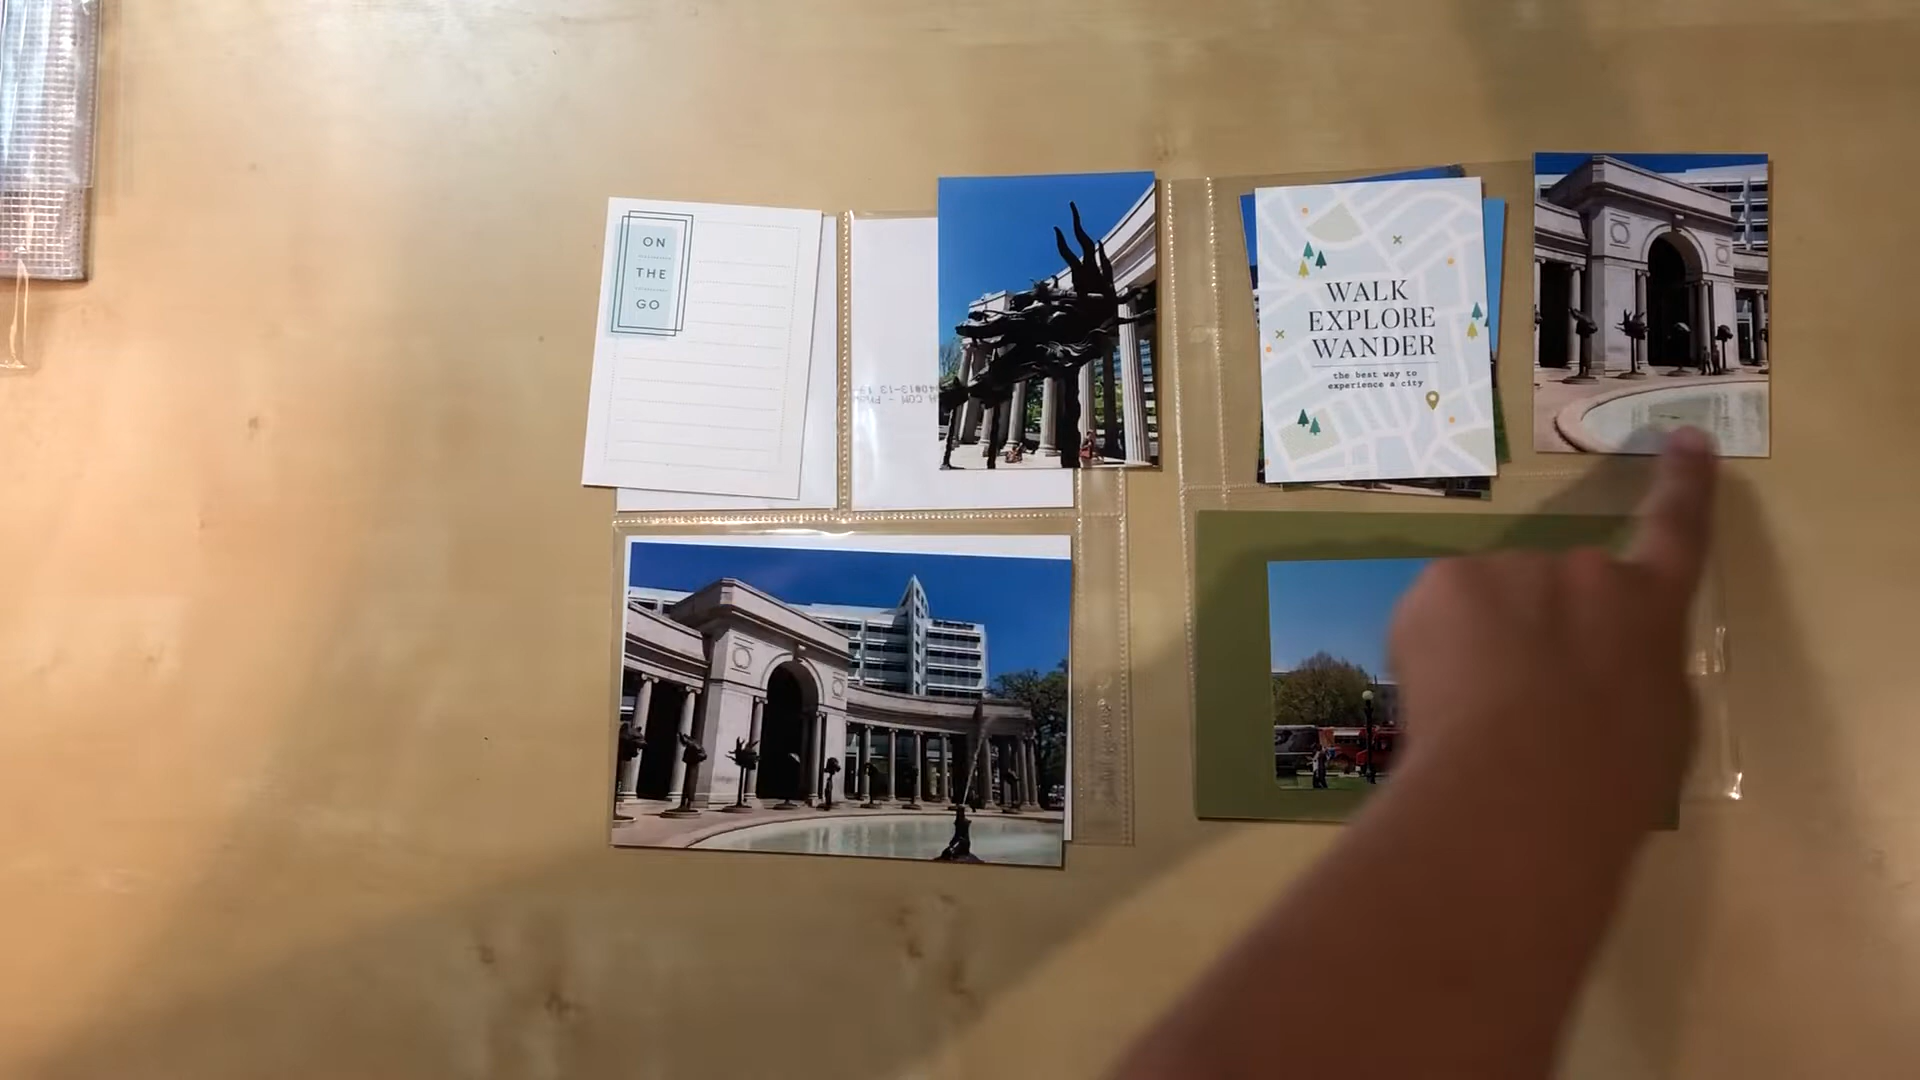 ON
THE
GO
WALK
EXPLORE
WANDER
the best way to
experience a city